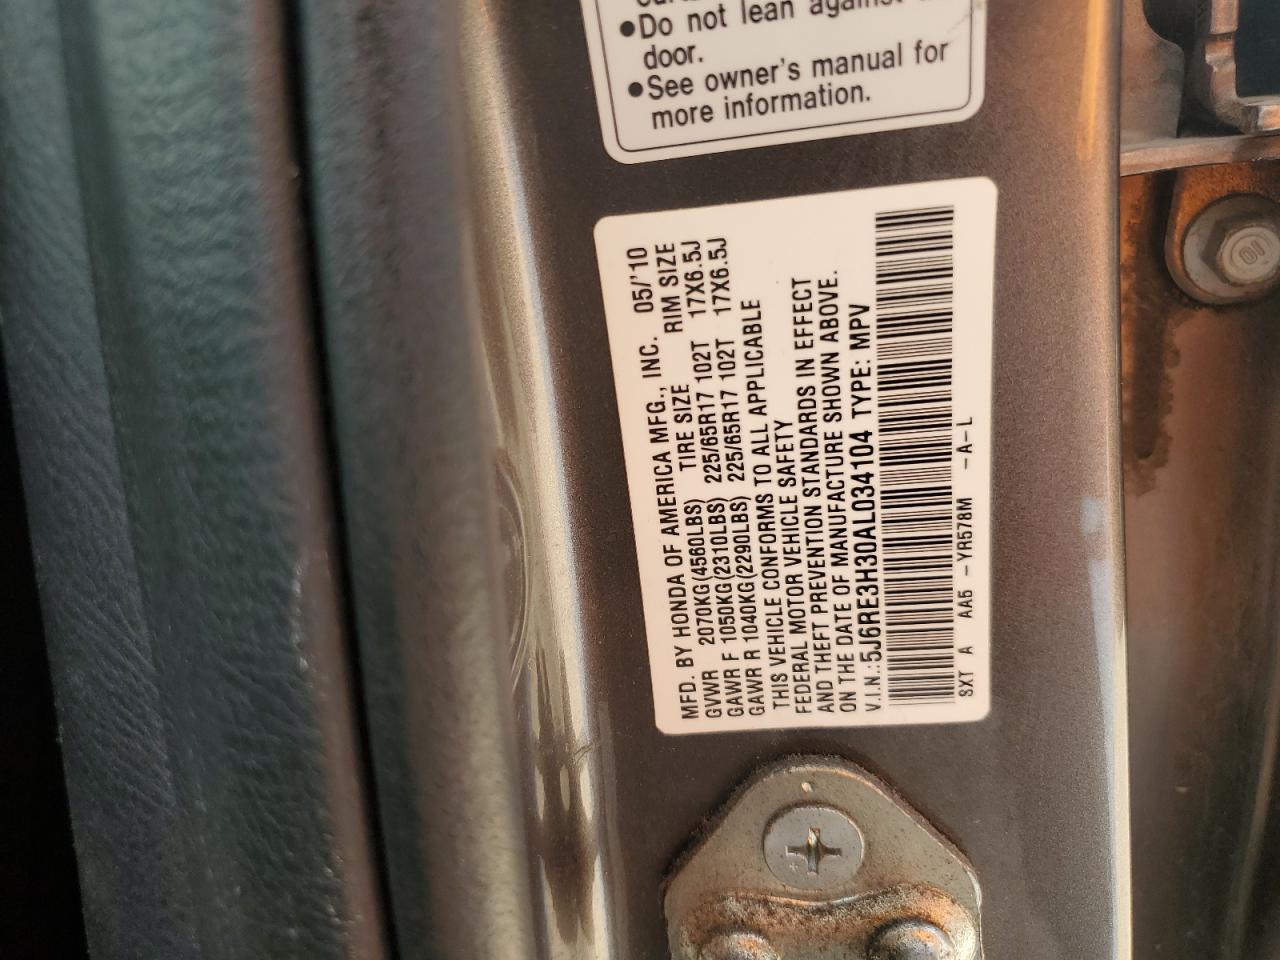 ●Do not lean against
door.
●See owner's manual for
more information.
MFD. BY HONDA OF AMERICA MFG., INC. 05/'10
TIRE SIZE RIM SIZE
GVWR 2070KG(4560LBS)
GAWR F 1050KG(2310LBS) 225/65R17 102T 17X6.5J
GAWR R 1040KG(2290LBS) 225/65R17 102T 17X6.5J
THIS VEHICLE CONFORMS TO ALL APPLICABLE
FEDERAL MOTOR VEHICLE SAFETY
AND THEFT PREVENTION STANDARDS IN EFFECT
ON THE DATE OF MANUFACTURE SHOWN ABOVE.
V.I.N.:5J6RE3H30AL034104 TYPE: MPV
SXT A AA5 -YR578M -A-L